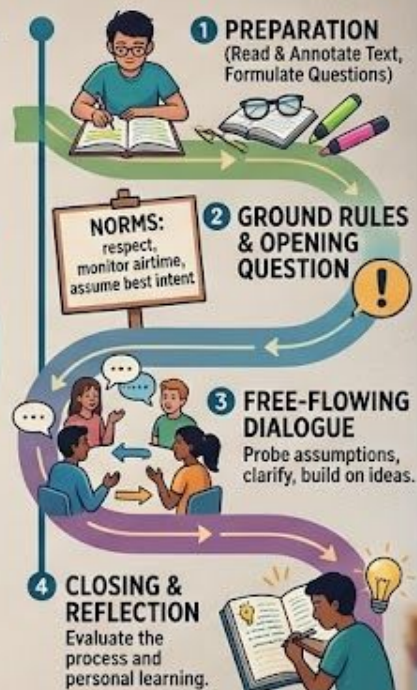 1 PREPARATION
(Read & Annotate Text,
Formulate Questions)
NORMS:
respect,
monitor airtime,
assume best intent
2 GROUND RULES
& OPENING
QUESTION
!
3 FREE-FLOWING
DIALOGUE
Probe assumptions,
clarify, build on ideas.
4 CLOSING &
REFLECTION
Evaluate the
process and
personal learning.